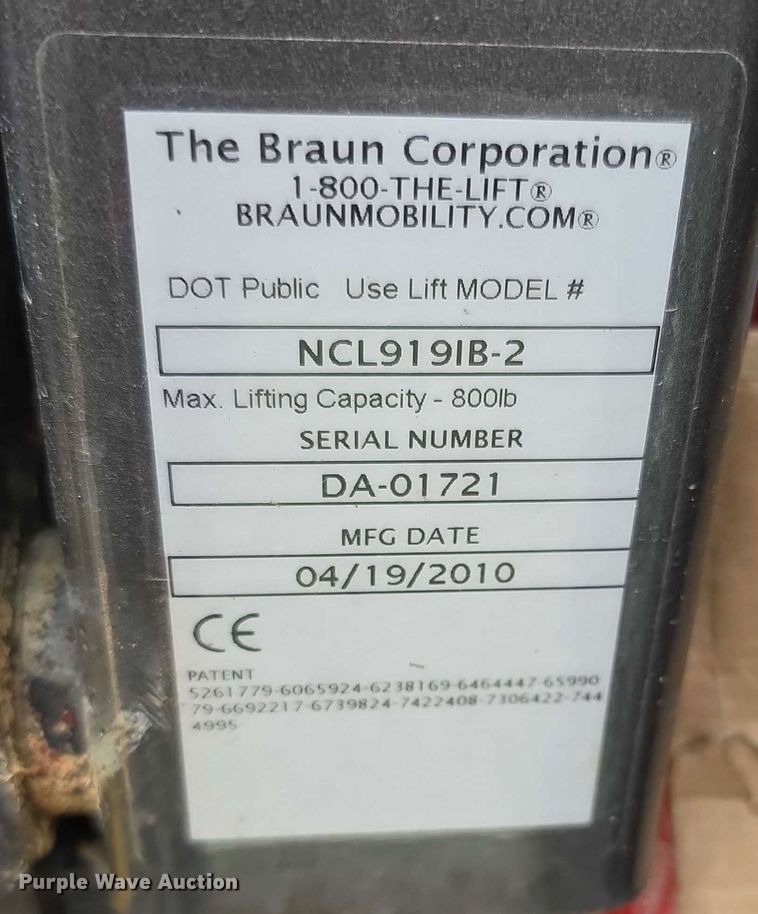 The Braun Corporation®
1-800-THE-LIFT®
BRAUNMOBILITY.COM®
DOT Public Use Lift MODEL #
NCL919IB-2
Max. Lifting Capacity - 800lb
SERIAL NUMBER
DA-01721
MFG DATE
04/19/2010
CE
PATENT
5261779-6065924-6238169-6464447-65990
79-6692217-6739824-7422408-7306422-744
4995
Purple Wave Auction